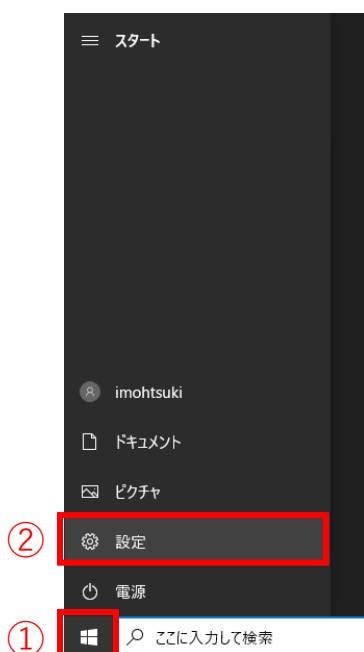 スタート
imohtsuki
ドキュメント
ピクチャ
② 設定
電源
① ここに入力して検索